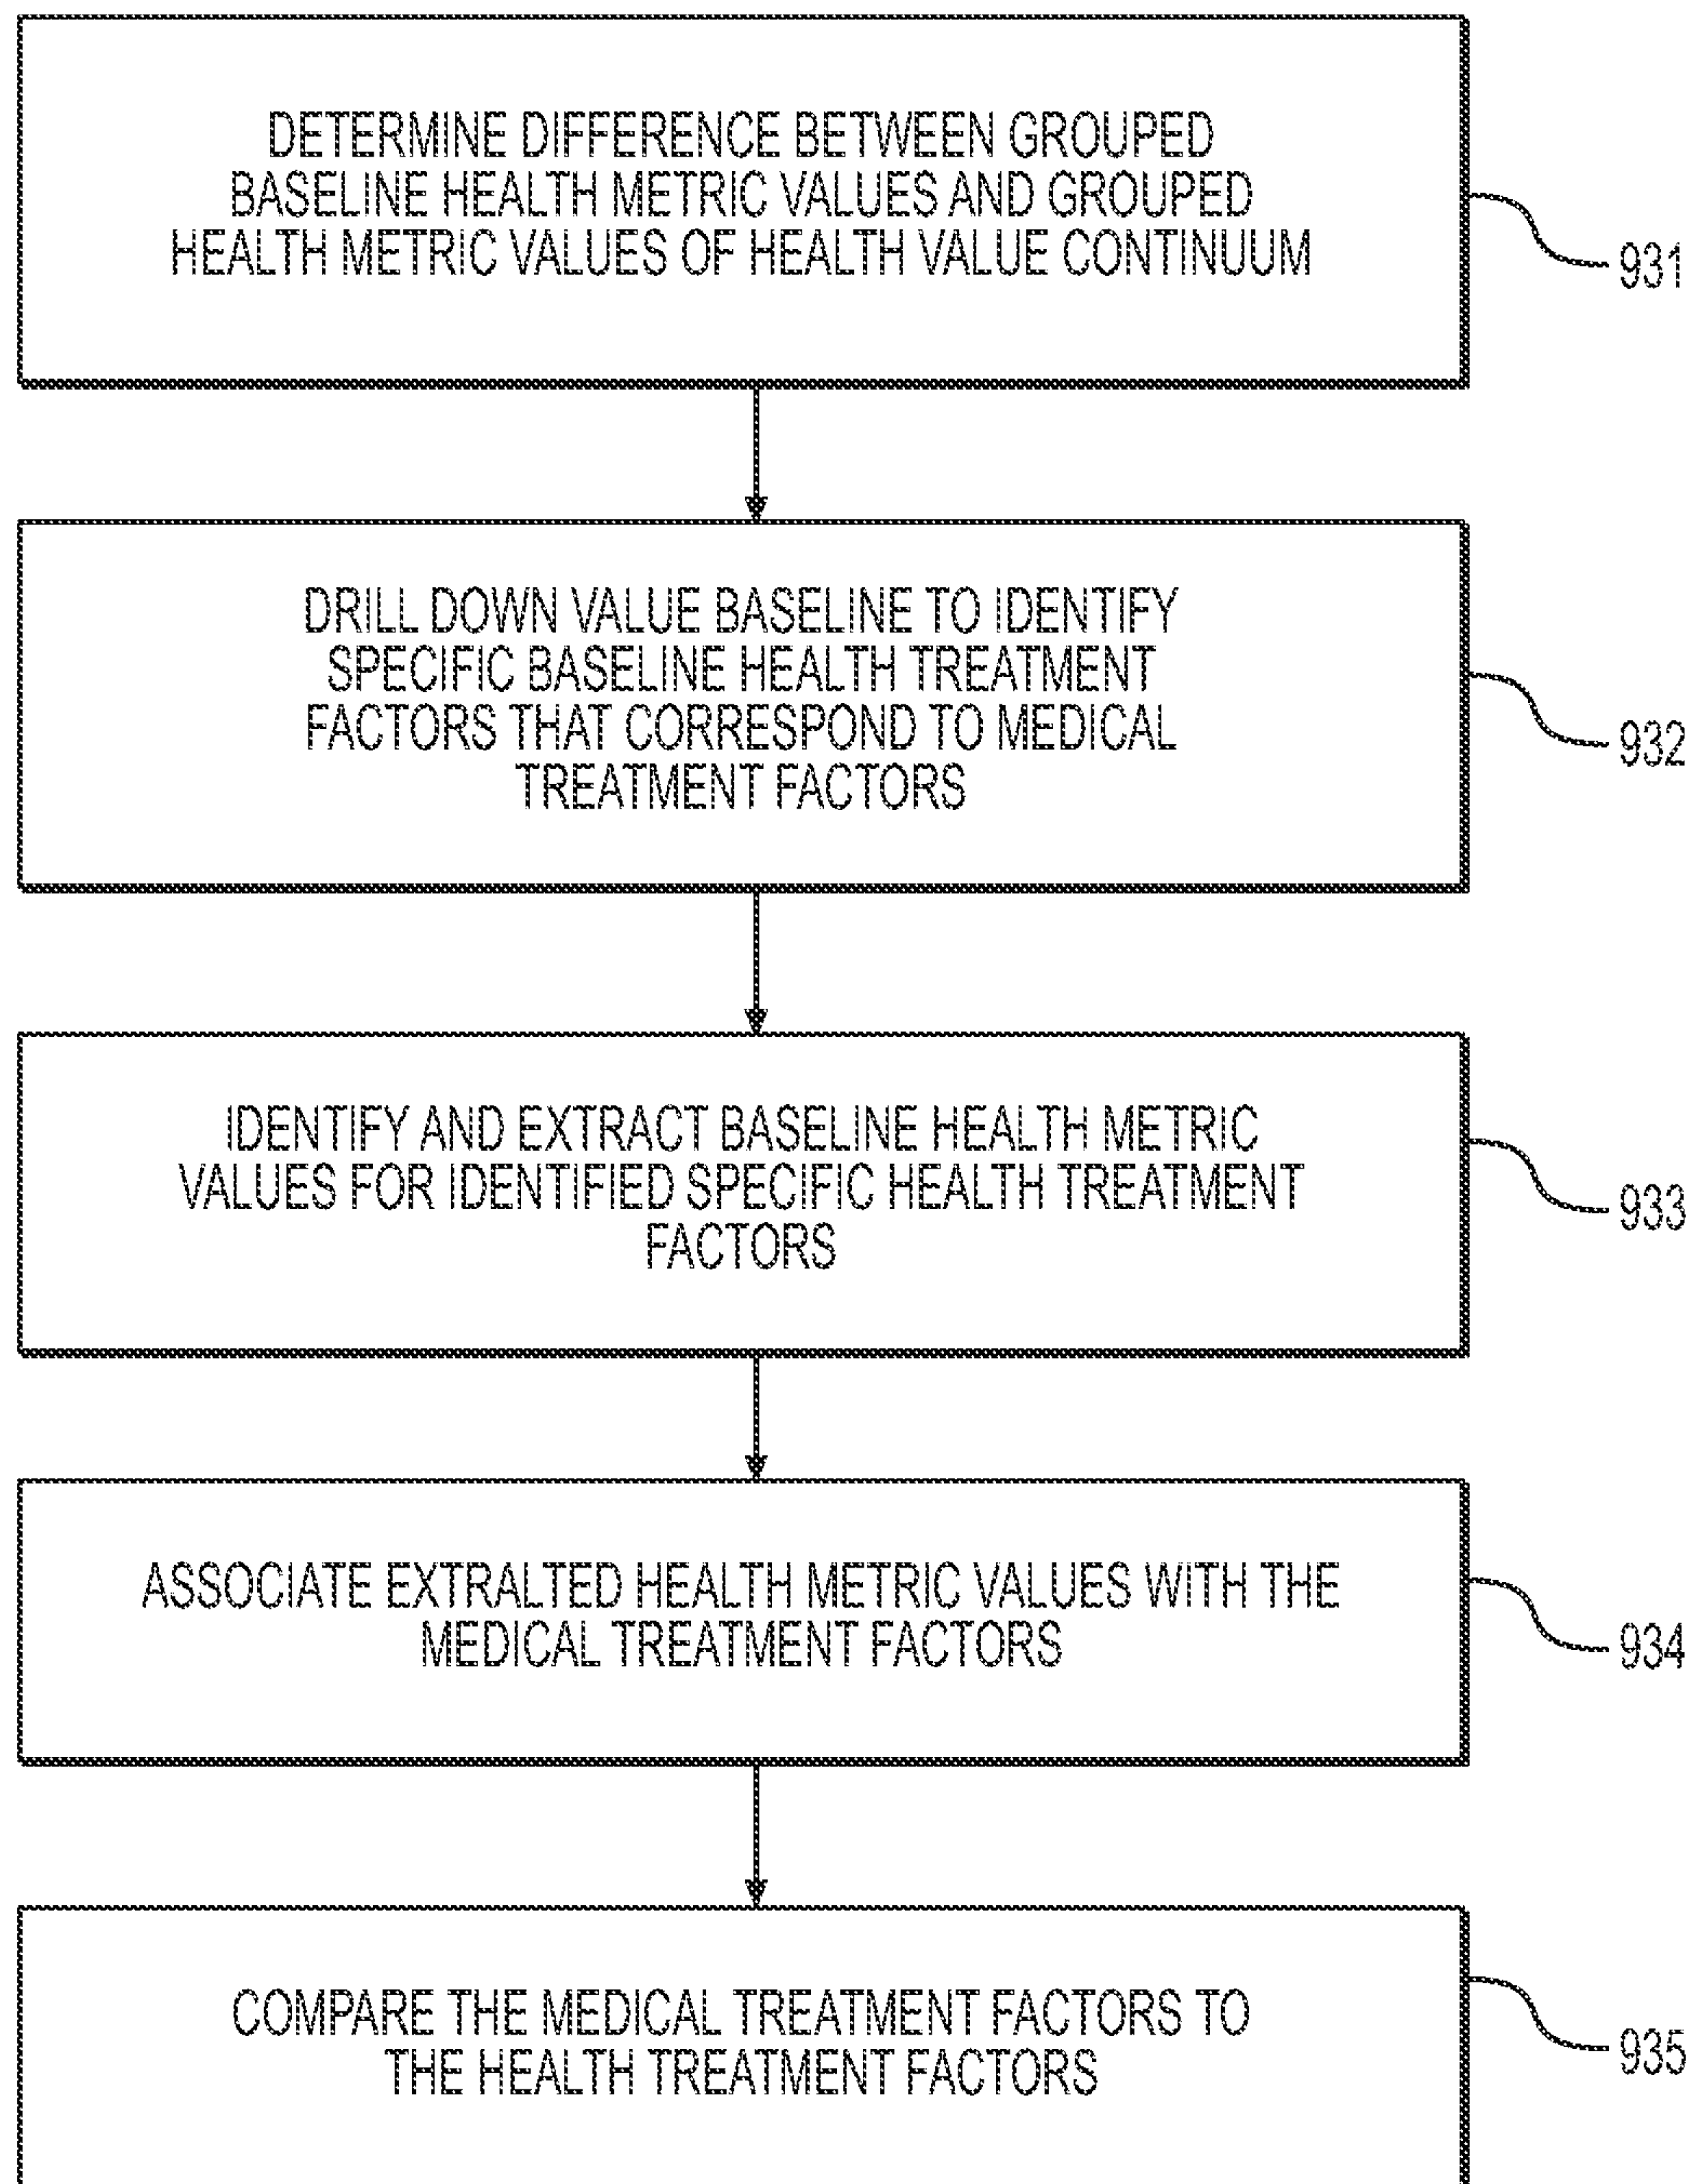 DETERMINE DIFFERENCE BETWEEN GROUPED
BASELINE HEALTH METRIC VALUES AND GROUPED
HEALTH METRIC VALUES OF HEALTH VALUE CONTINUUM
931
DRILL DOWN VALUE BASELINE TO IDENTIFY
SPECIFIC BASELINE HEALTH TREATMENT
FACTORS THAT CORRESPOND TO MEDICAL
TREATMENT FACTORS
932
IDENTIFY AND EXTRACT BASELINE HEALTH METRIC
VALUES FOR IDENTIFIED SPECIFIC HEALTH TREATMENT
FACTORS
933
ASSOCIATE EXTRALTED HEALTH METRIC VALUES WITH THE
MEDICAL TREATMENT FACTORS
934
COMPARE THE MEDICAL TREATMENT FACTORS TO
THE HEALTH TREATMENT FACTORS
935